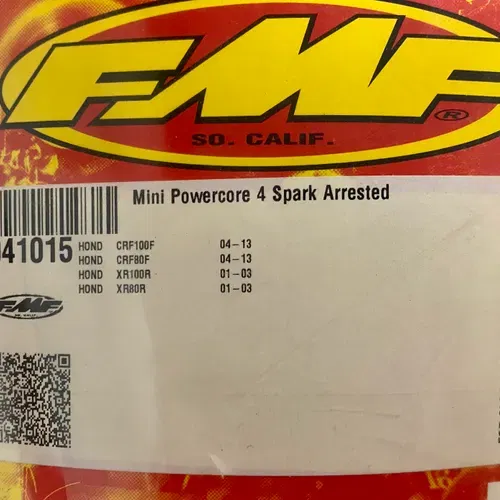 FMF
®
SO. CALIF.
Mini Powercore 4 Spark Arrested
041015
HOND CRF100F 04-13
HOND CRF80F 04-13
HOND XR100R 01-03
HOND XR80R 01-03
FMF